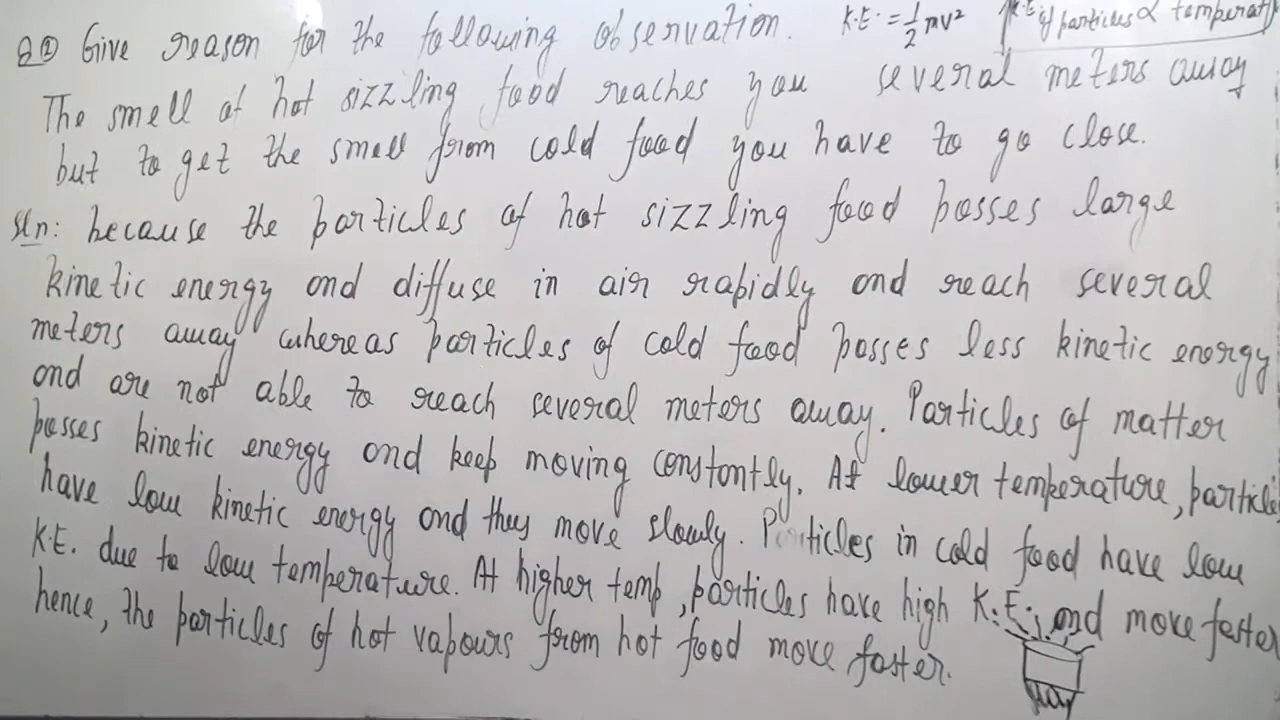 Q② Give reason for the following observation. K.E. = 1/2 mv² K.E of particles ∝ temperat
The smell of hot sizzling food reaches you several meters away
but to get the smell from cold food you have to go close.
Sln: because the particles of hot sizzling food posses large
kinetic energy and diffuse in air rapidly and reach several
meters away whereas particles of cold food posses less kinetic energy
and are not able to reach several meters away. Particles of matter
posses kinetic energy and keep moving constantly. At lower temperature, particle
have low kinetic energy and they move slowly. Particles in cold food have low
K.E. due to low temperature. At higher temp, particles have high K.E. and move faster
hence, the particles of hot vapours from hot food move faster.